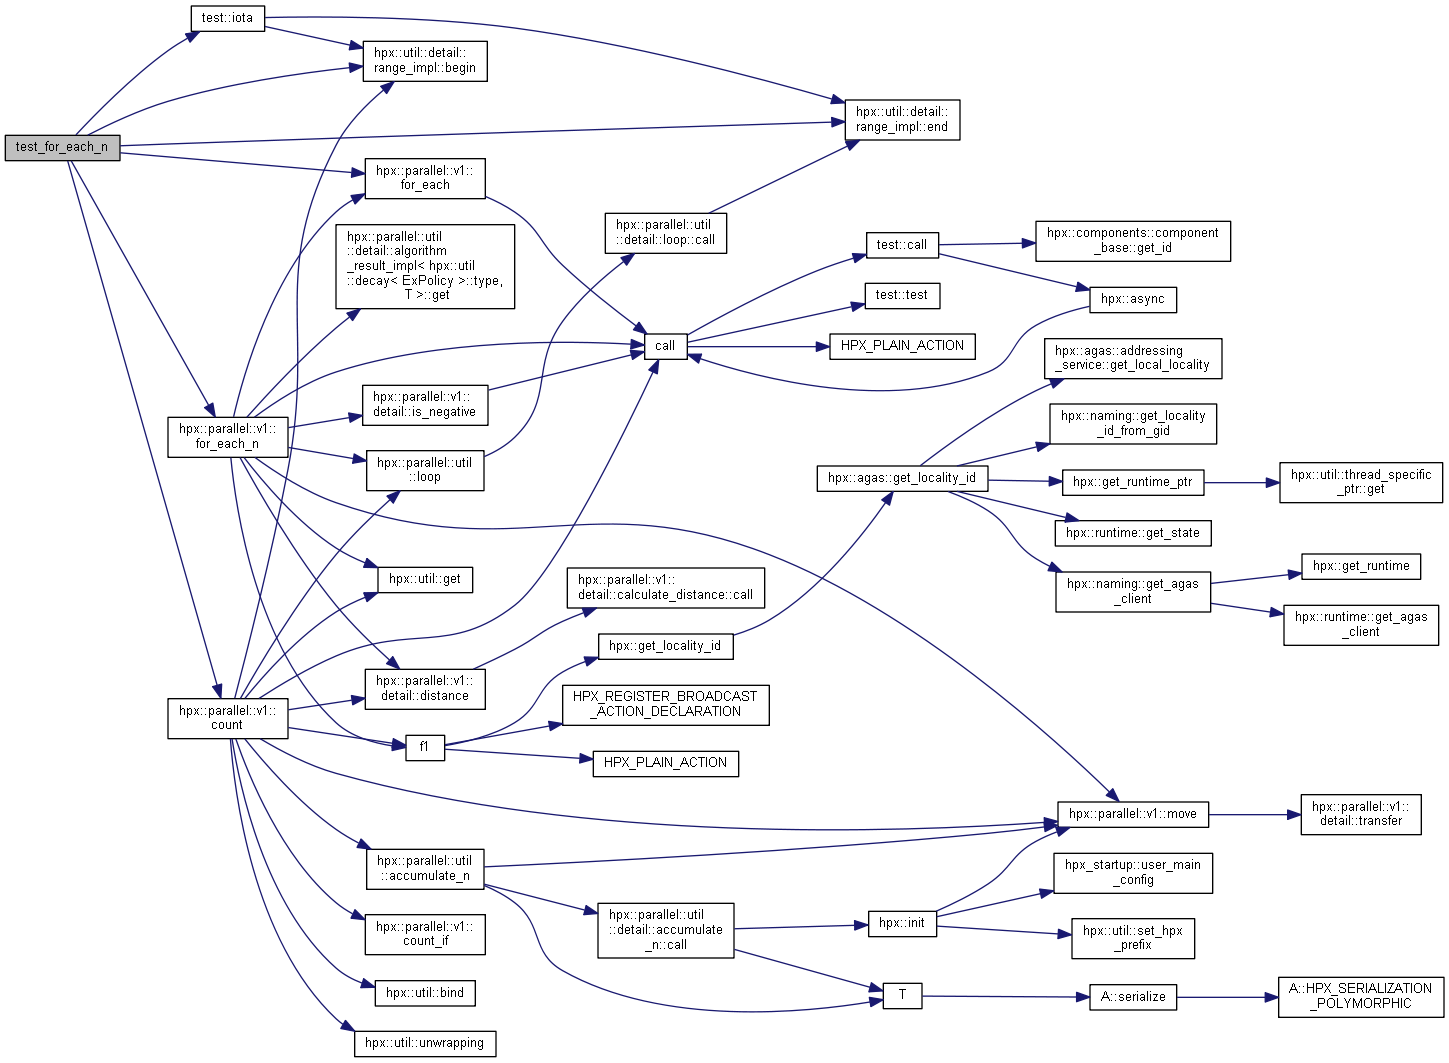 test_for_each_n
test::iota
hpx::util::detail::
range_impl::begin
hpx::util::detail::
range_impl::end
hpx::parallel::v1::
for_each
hpx::parallel::util
::detail::algorithm
_result_impl< hpx::util
::decay< ExPolicy >::type,
T >::get
hpx::parallel::util
::detail::loop::call
test::call
hpx::components::component
_base::get_id
hpx::async
test::test
call
HPX_PLAIN_ACTION
hpx::agas::addressing
_service::get_local_locality
hpx::parallel::v1::
detail::is_negative
hpx::parallel::v1::
for_each_n
hpx::naming::get_locality
_id_from_gid
hpx::parallel::util
::loop
hpx::agas::get_locality_id
hpx::get_runtime_ptr
hpx::util::thread_specific
_ptr::get
hpx::runtime::get_state
hpx::util::get
hpx::parallel::v1::
detail::calculate_distance::call
hpx::naming::get_agas
_client
hpx::get_runtime
hpx::runtime::get_agas
_client
hpx::get_locality_id
hpx::parallel::v1::
detail::distance
hpx::parallel::v1::
count
HPX_REGISTER_BROADCAST
_ACTION_DECLARATION
f1
HPX_PLAIN_ACTION
hpx::parallel::v1::move
hpx::parallel::v1::
detail::transfer
hpx::parallel::util
::accumulate_n
hpx_startup::user_main
_config
hpx::parallel::util
::detail::accumulate
_n::call
hpx::init
hpx::util::set_hpx
_prefix
hpx::parallel::v1::
count_if
hpx::util::bind
T
A::serialize
A::HPX_SERIALIZATION
_POLYMORPHIC
hpx::util::unwrapping